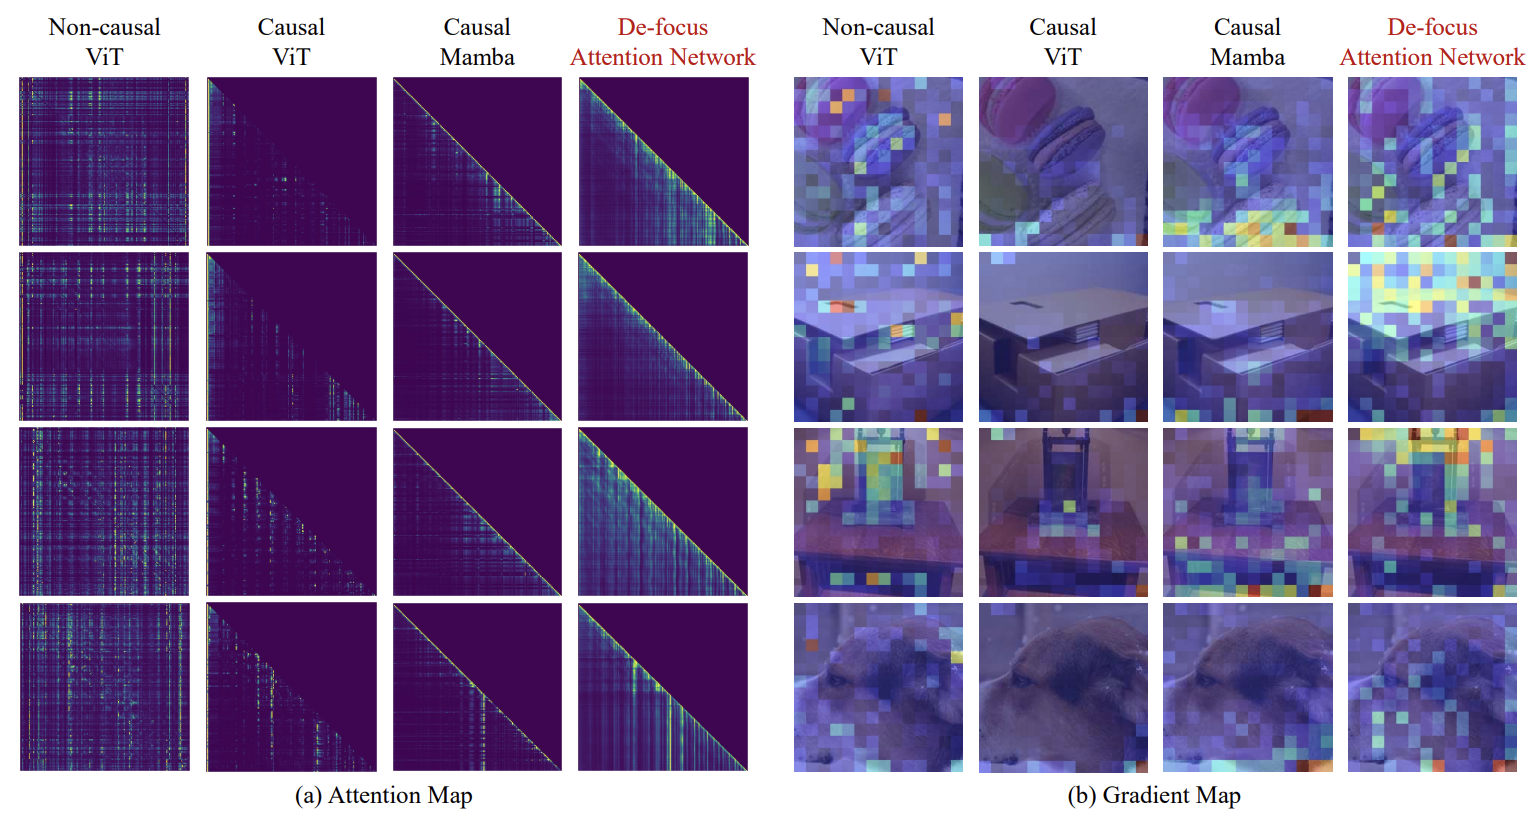 Non-causal
ViT
Causal
ViT
Causal
Mamba
De-focus
Attention Network
Non-causal
ViT
Causal
ViT
Causal
Mamba
De-focus
Attention Network
(a) Attention Map
(b) Gradient Map